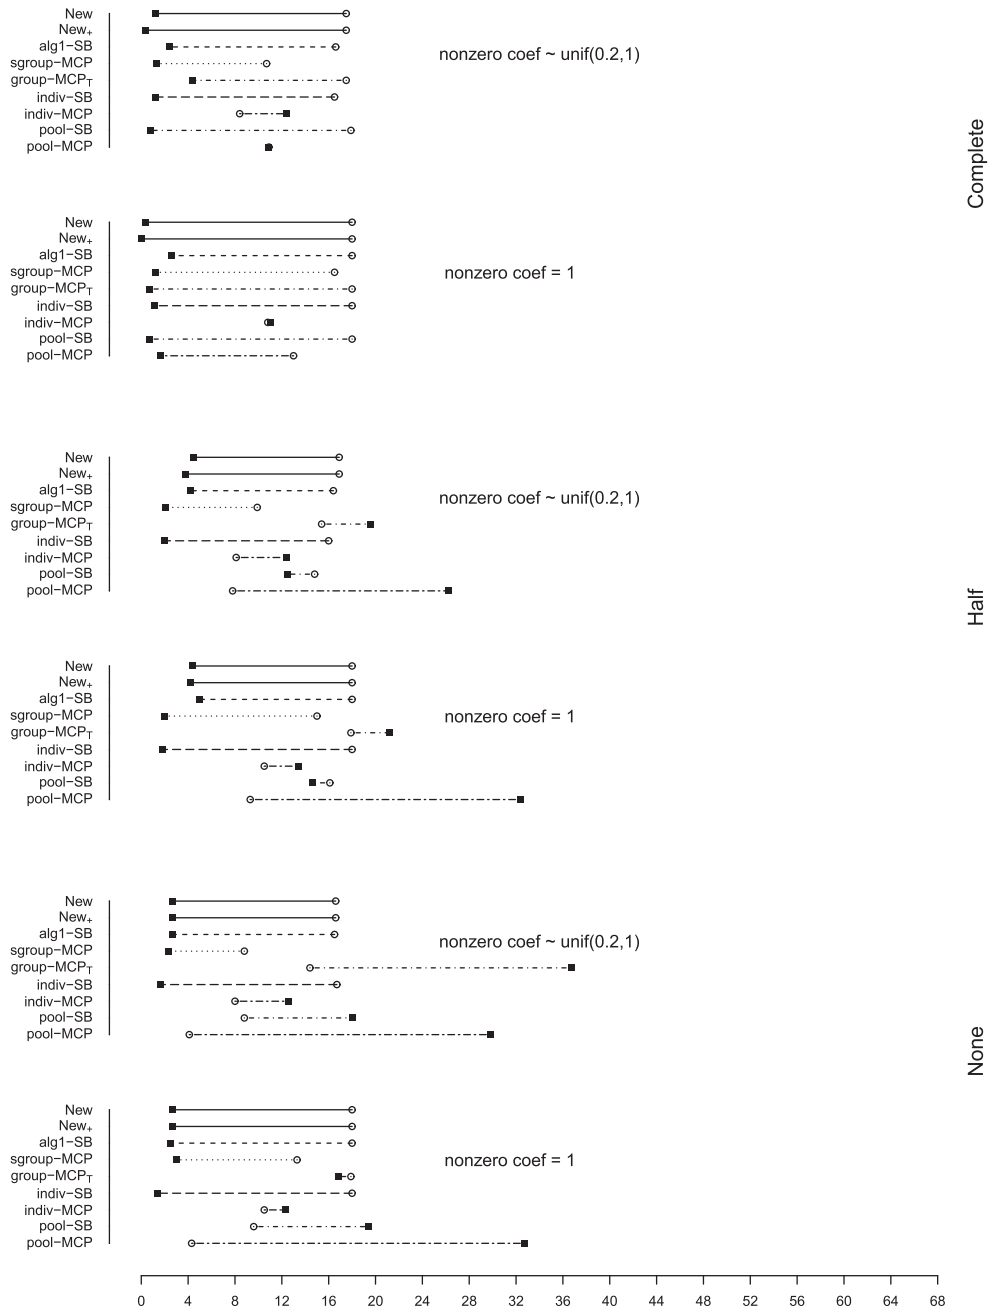 New
New+
alg1−SB
sgroup−MCP
group−MCPT
indiv−SB
indiv−MCP
pool−SB
pool−MCP
nonzero coef ~ unif(0.2,1)
New
New+
alg1−SB
sgroup−MCP
group−MCPT
indiv−SB
indiv−MCP
pool−SB
pool−MCP
nonzero coef = 1
Complete
New
New+
alg1−SB
sgroup−MCP
group−MCPT
indiv−SB
indiv−MCP
pool−SB
pool−MCP
nonzero coef ~ unif(0.2,1)
New
New+
alg1−SB
sgroup−MCP
group−MCPT
indiv−SB
indiv−MCP
pool−SB
pool−MCP
nonzero coef = 1
Half
New
New+
alg1−SB
sgroup−MCP
group−MCPT
indiv−SB
indiv−MCP
pool−SB
pool−MCP
nonzero coef ~ unif(0.2,1)
New
New+
alg1−SB
sgroup−MCP
group−MCPT
indiv−SB
indiv−MCP
pool−SB
pool−MCP
nonzero coef = 1
None
0 4 8 12 16 20 24 28 32 36 40 44 48 52 56 60 64 68